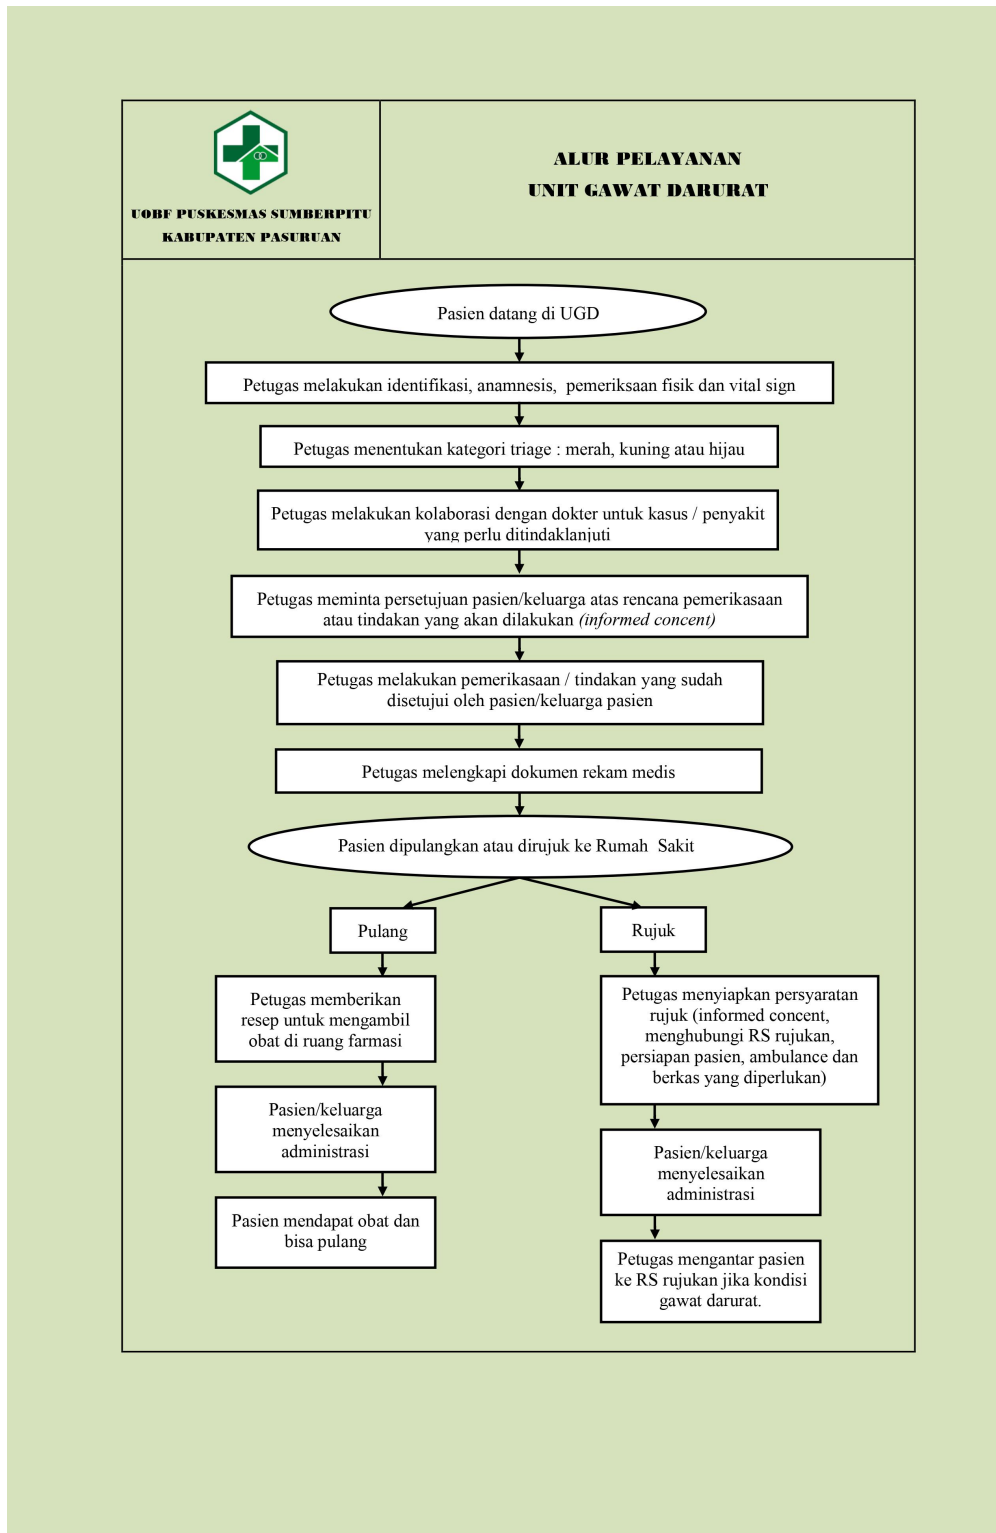 UOBF PUSKESMAS SUMBERPITU
KABUPATEN PASURUAN
ALUR PELAYANAN
UNIT GAWAT DARURAT
Pasien datang di UGD
Petugas melakukan identifikasi, anamnesis, pemeriksaan fisik dan vital sign
Petugas menentukan kategori triage : merah, kuning atau hijau
Petugas melakukan kolaborasi dengan dokter untuk kasus / penyakit
yang perlu ditindaklanjuti
Petugas meminta persetujuan pasien/keluarga atas rencana pemerikasaan
atau tindakan yang akan dilakukan (informed concent)
Petugas melakukan pemerikasaan / tindakan yang sudah
disetujui oleh pasien/keluarga pasien
Petugas melengkapi dokumen rekam medis
Pasien dipulangkan atau dirujuk ke Rumah Sakit
Pulang
Petugas memberikan
resep untuk mengambil
obat di ruang farmasi
Pasien/keluarga
menyelesaikan
administrasi
Pasien mendapat obat dan
bisa pulang
Rujuk
Petugas menyiapkan persyaratan
rujuk (informed concent,
menghubungi RS rujukan,
persiapan pasien, ambulance dan
berkas yang diperlukan)
Pasien/keluarga
menyelesaikan
administrasi
Petugas mengantar pasien
ke RS rujukan jika kondisi
gawat darurat.